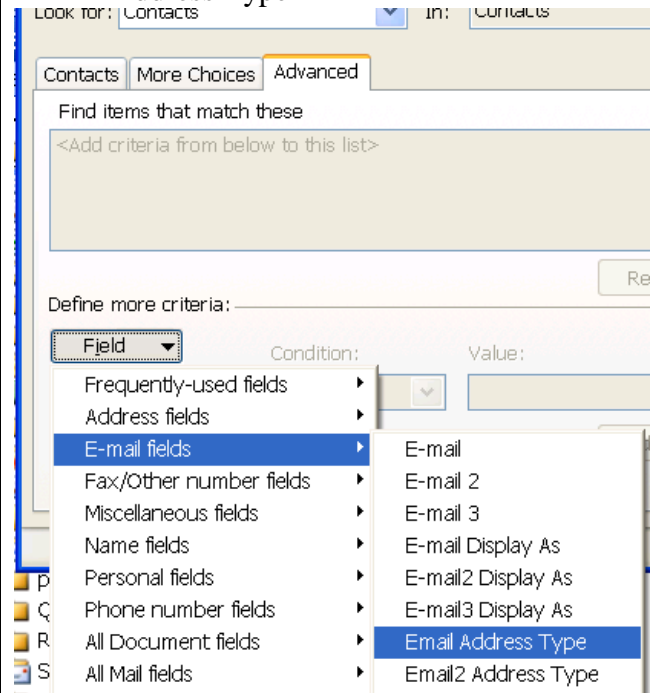 Address Type
Look for: Contacts In: Contacts
Contacts More Choices Advanced
Find items that match these
<Add criteria from below to this list>
Re
Define more criteria:
Field Condition: Value:
Frequently-used fields
Address fields
E-mail fields E-mail
Fax/Other number fields E-mail 2
Miscellaneous fields E-mail 3
Name fields E-mail Display As
p Personal fields E-mail2 Display As
Q Phone number fields E-mail3 Display As
R All Document fields Email Address Type
S All Mail fields Email2 Address Type